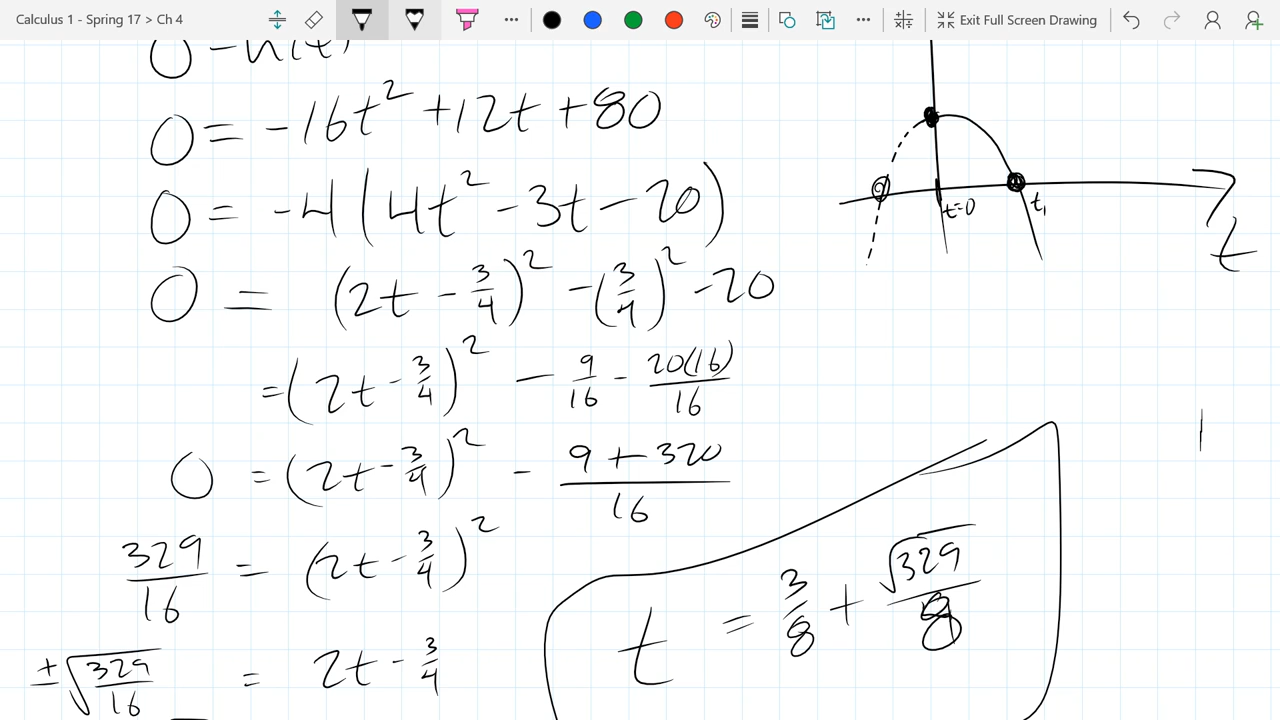 Calculus 1 - Spring 17 > Ch 4
Exit Full Screen Drawing
0 = h(t)
0 = -16t² + 12t + 80
0 = -4(4t² - 3t - 20)
0 = (2t - 3/4)² - (3/4)² - 20
= (2t - 3/4)² - 9/16 - 20(16)/16
0 = (2t - 3/4)² - (9 + 320)/16
329/16 = (2t - 3/4)²
±√(329/16) = 2t - 3/4
t = 3/8 + √329/8
t=0
t₁
t